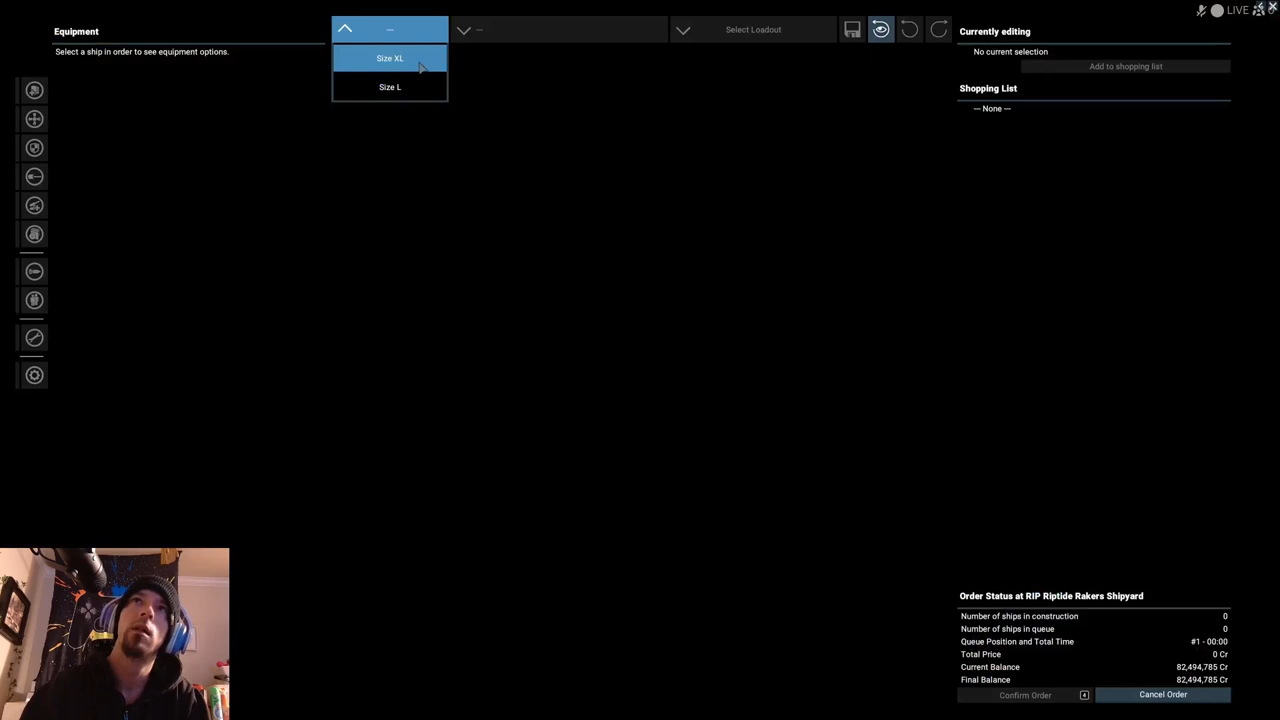 LIVE
Equipment
Select a ship in order to see equipment options.
—
Size XL
Size L
—
Select Loadout
Currently editing
No current selection
Add to shopping list
Shopping List
— None —
Order Status at RIP Riptide Rakers Shipyard
Number of ships in construction 0
Number of ships in queue 0
Queue Position and Total Time #1 - 00:00
Total Price 0 Cr
Current Balance 82,494,785 Cr
Final Balance 82,494,785 Cr
Confirm Order 4
Cancel Order